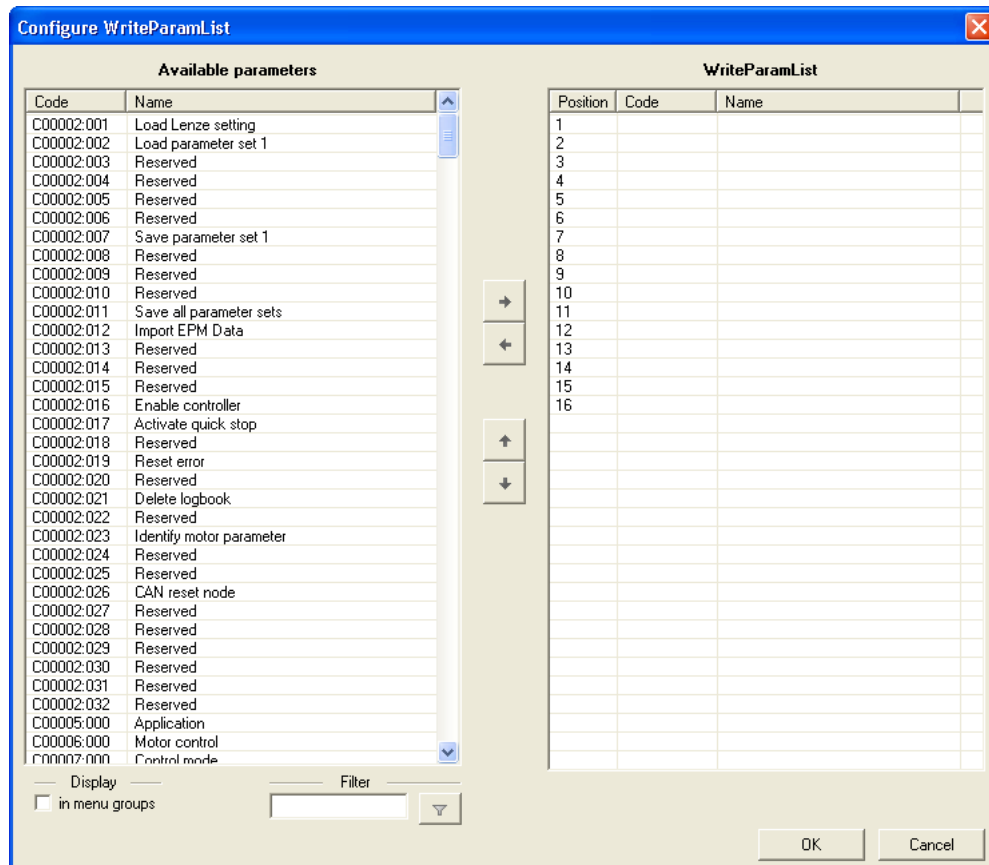 Configure WriteParamList
Available parameters
Code Name
C00002:001 Load Lenze setting
C00002:002 Load parameter set 1
C00002:003 Reserved
C00002:004 Reserved
C00002:005 Reserved
C00002:006 Reserved
C00002:007 Save parameter set 1
C00002:008 Reserved
C00002:009 Reserved
C00002:010 Reserved
C00002:011 Save all parameter sets
C00002:012 Import EPM Data
C00002:013 Reserved
C00002:014 Reserved
C00002:015 Reserved
C00002:016 Enable controller
C00002:017 Activate quick stop
C00002:018 Reserved
C00002:019 Reset error
C00002:020 Reserved
C00002:021 Delete logbook
C00002:022 Reserved
C00002:023 Identify motor parameter
C00002:024 Reserved
C00002:025 Reserved
C00002:026 CAN reset node
C00002:027 Reserved
C00002:028 Reserved
C00002:029 Reserved
C00002:030 Reserved
C00002:031 Reserved
C00002:032 Reserved
C00005:000 Application
C00006:000 Motor control
C00007:000 Control mode
Display
in menu groups
Filter
WriteParamList
Position Code Name
1
2
3
4
5
6
7
8
9
10
11
12
13
14
15
16
OK Cancel